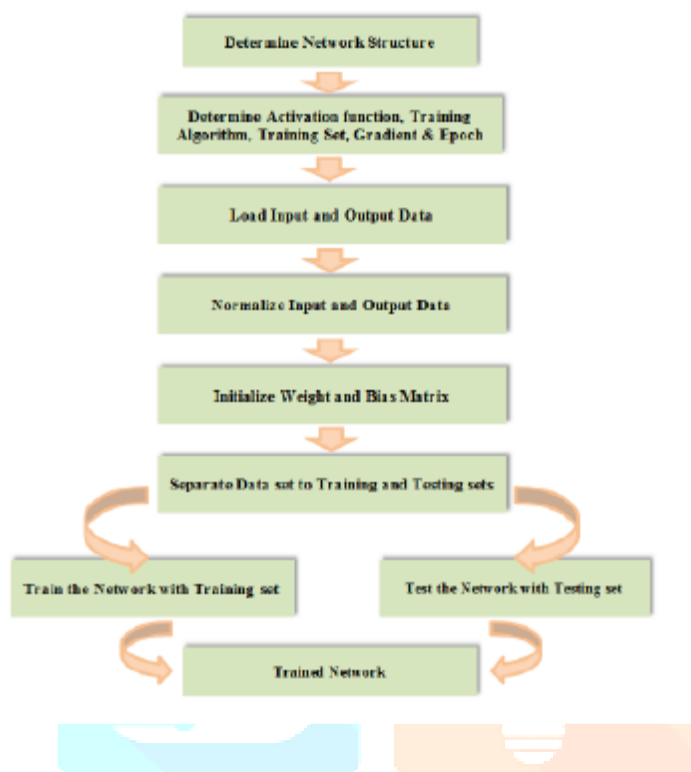 Determine Network Structure
Determine Activation function, Training
Algorithm, Training Set, Gradient & Epoch
Load Input and Output Data
Normalize Input and Output Data
Initialize Weight and Bias Matrix
Separate Data set to Training and Testing sets
Train the Network with Training set
Test the Network with Testing set
Trained Network